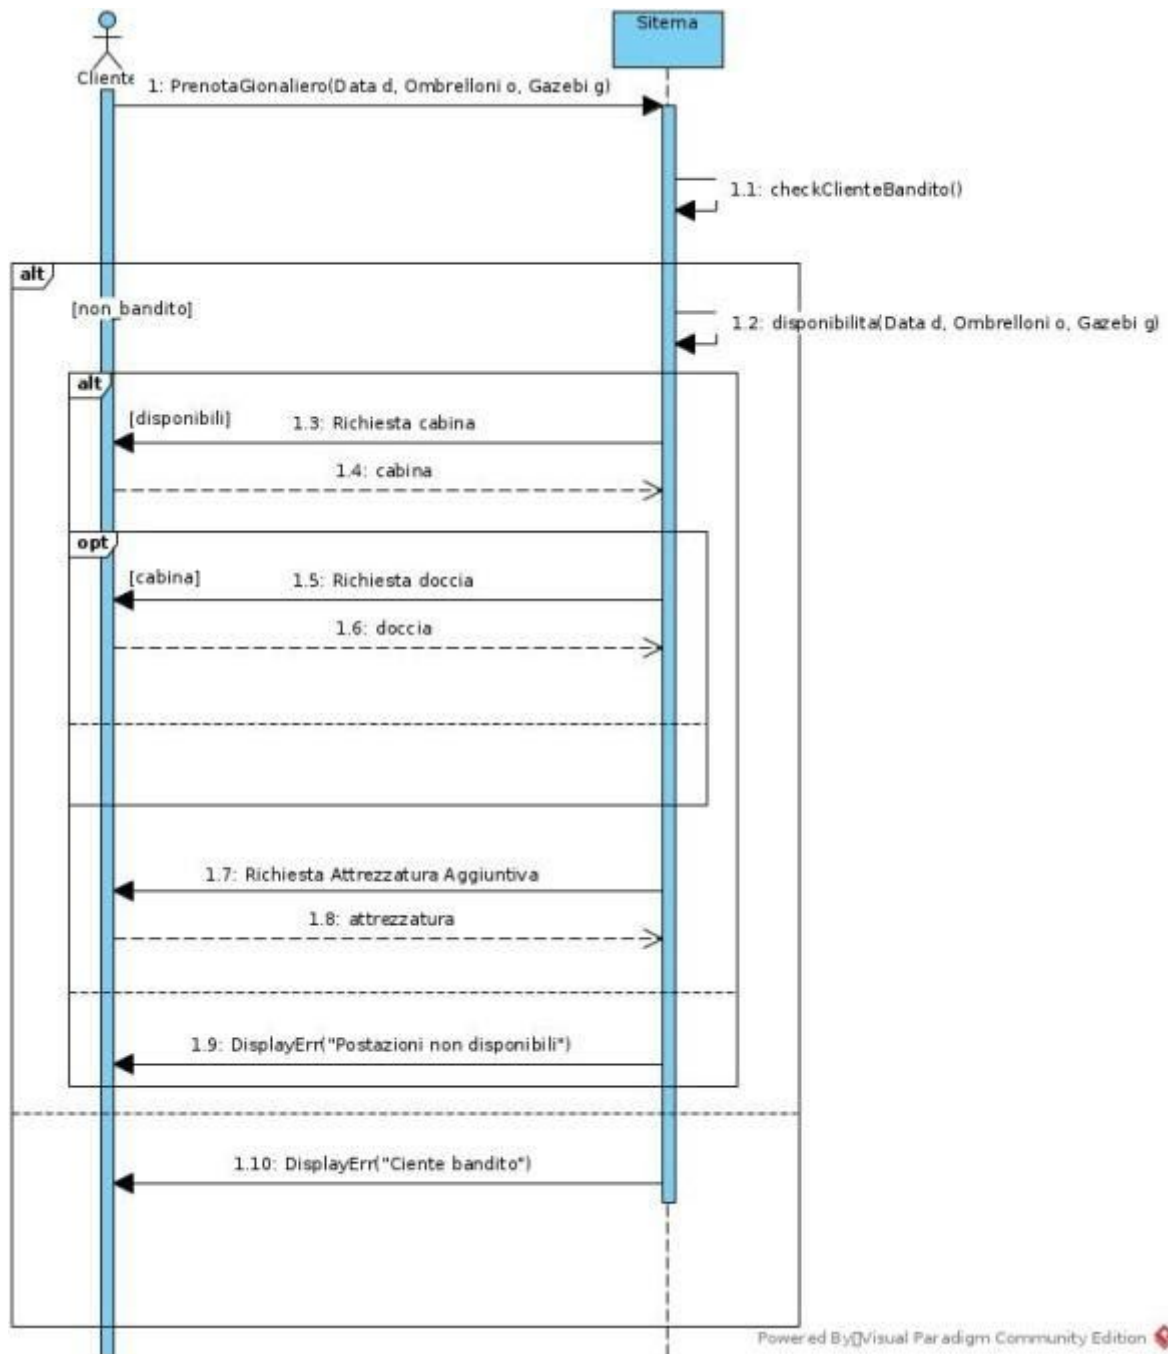 Cliente
Sitema
1: PrenotaGionaliero(Data d, Ombrelloni o, Gazebi g)
1.1: checkClienteBandito()
alt
[non_bandito]
1.2: disponibilita(Data d, Ombrelloni o, Gazebi g)
alt
[disponibili]
1.3: Richiesta cabina
1.4: cabina
opt
[cabina]
1.5: Richiesta doccia
1.6: doccia
1.7: Richiesta Attrezzatura Aggiuntiva
1.8: attrezzatura
1.9: DisplayErr("Postazioni non disponibili")
1.10: DisplayErr("Ciente bandito")
Powered By▯Visual Paradigm Community Edition